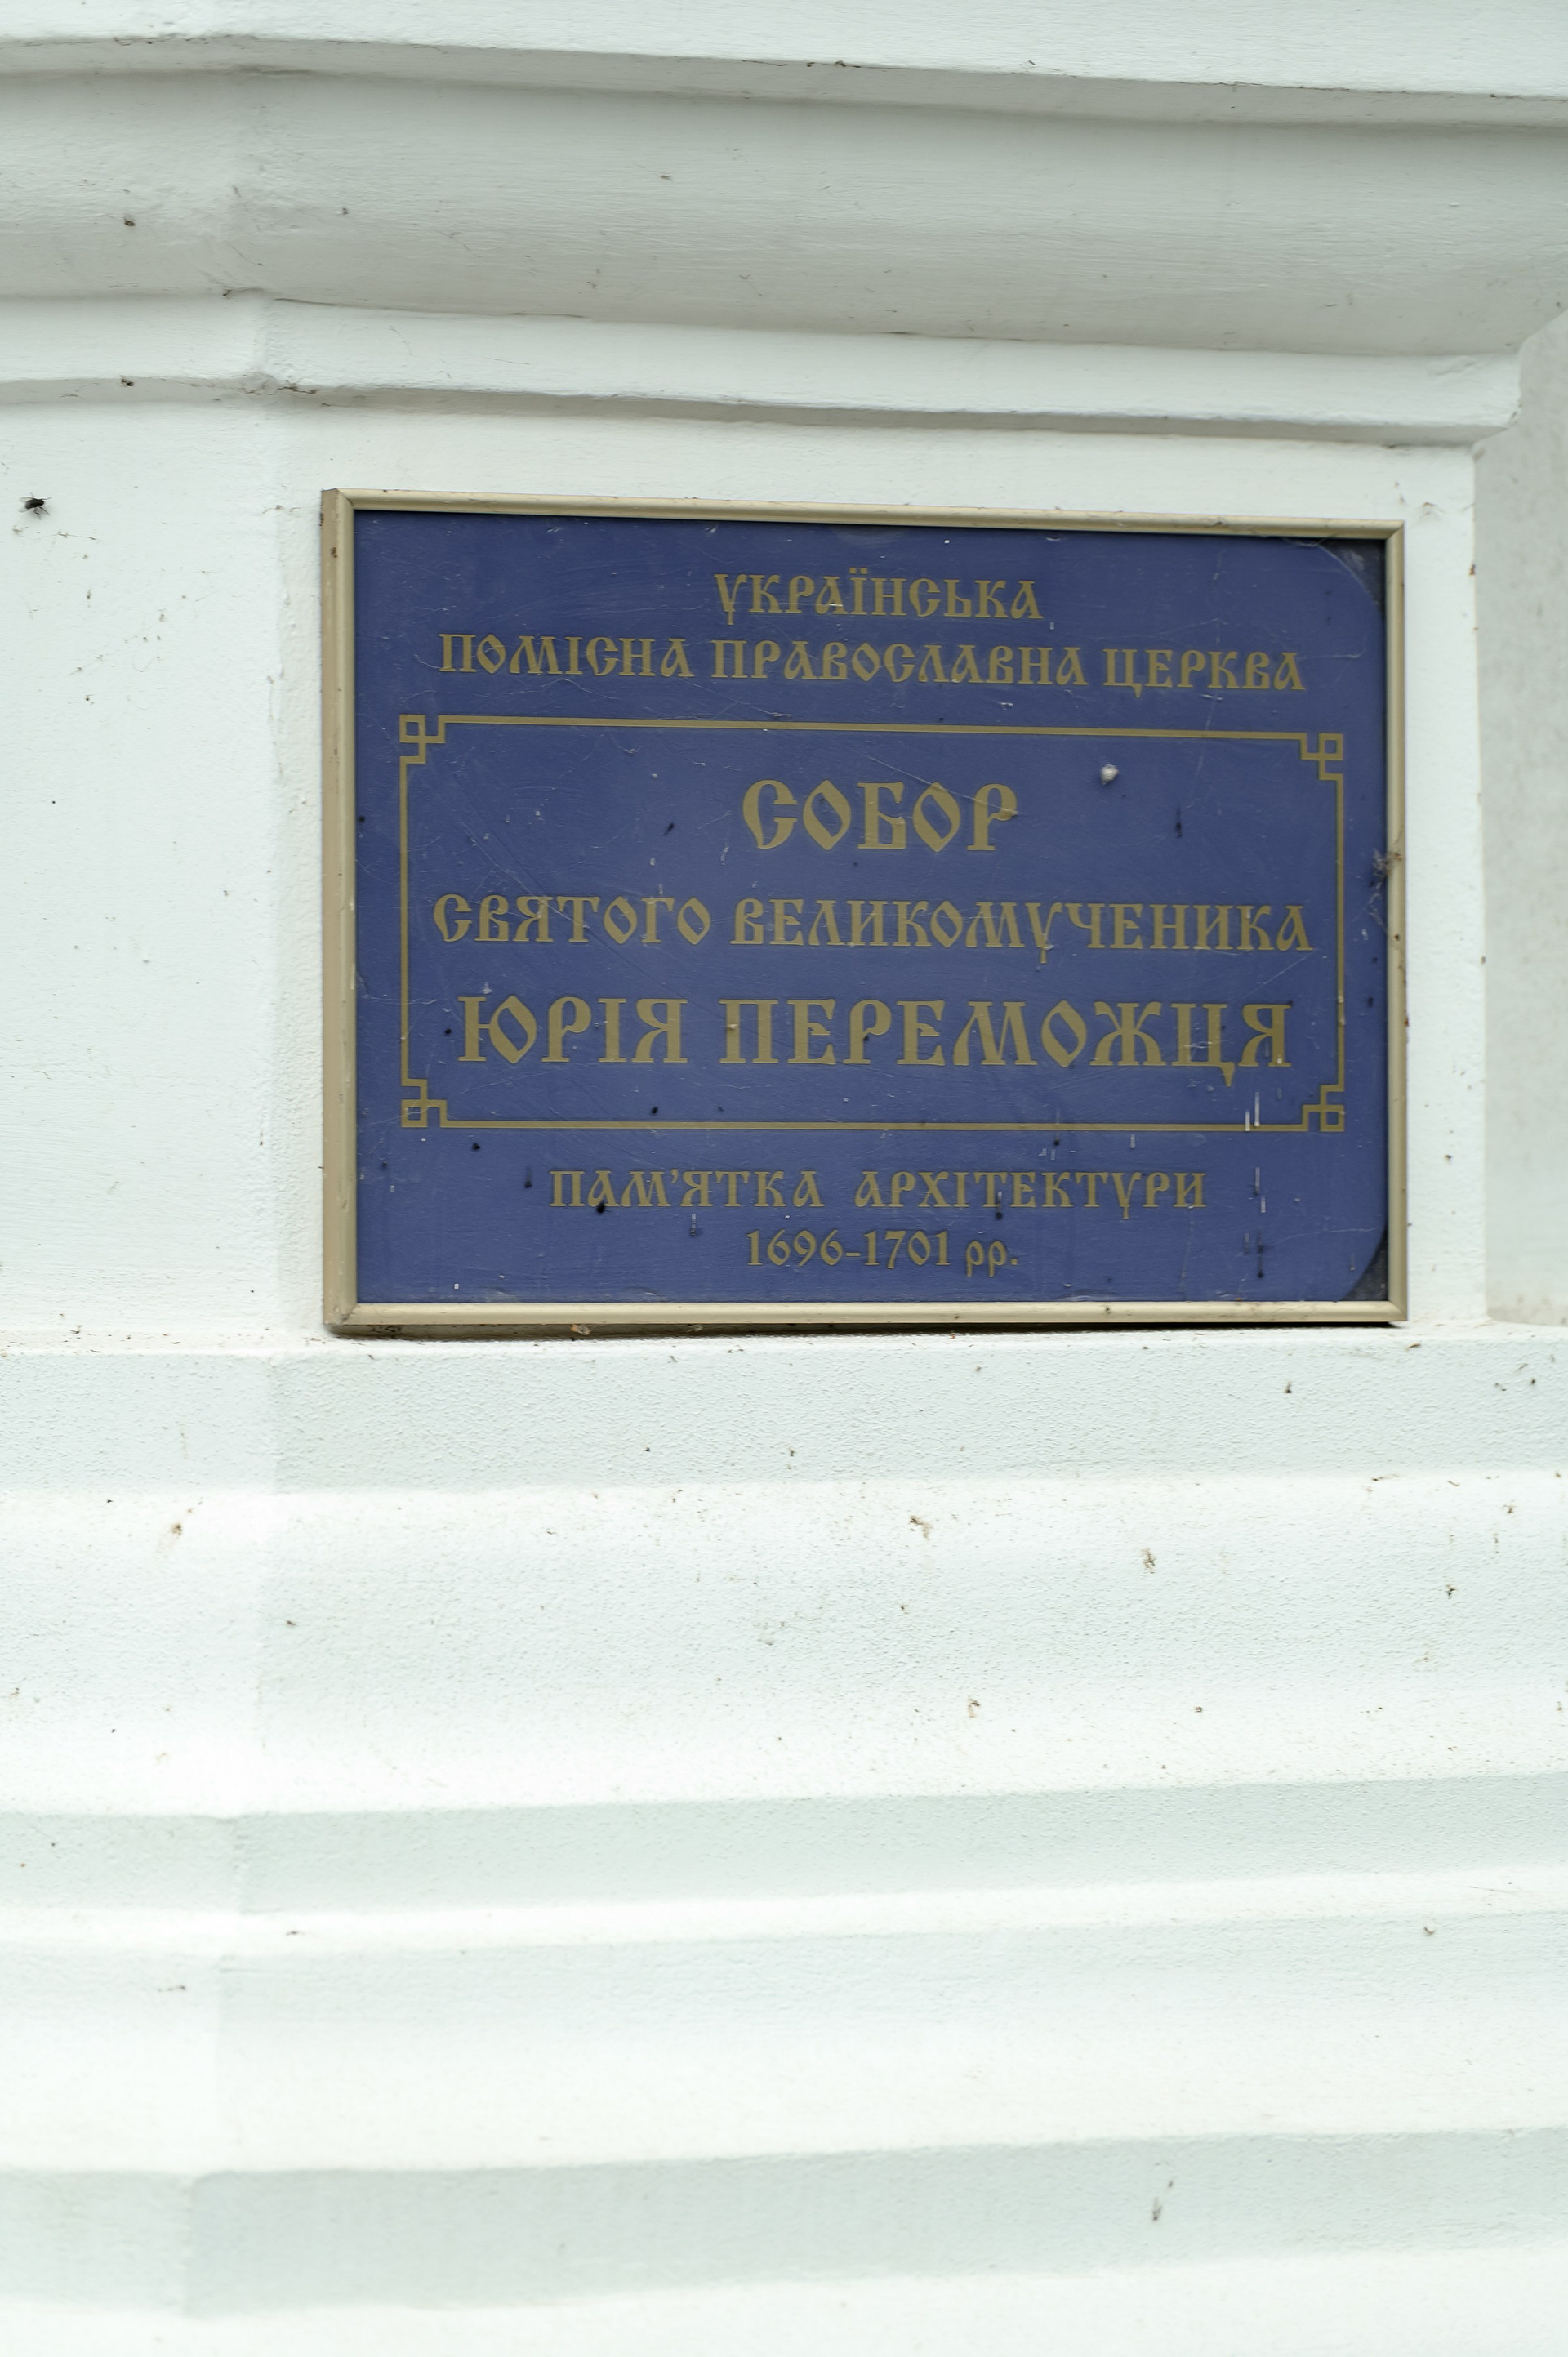 УКРАЇНСЬКА
ПОМІСНА ПРАВОСЛАВНА ЦЕРКВА
СОБОР
СВЯТОГО ВЕЛИКОМУЧЕНИКА
ЮРІЯ ПЕРЕМОЖЦЯ
ПАМ'ЯТКА АРХІТЕКТУРИ
1696-1701 рр.